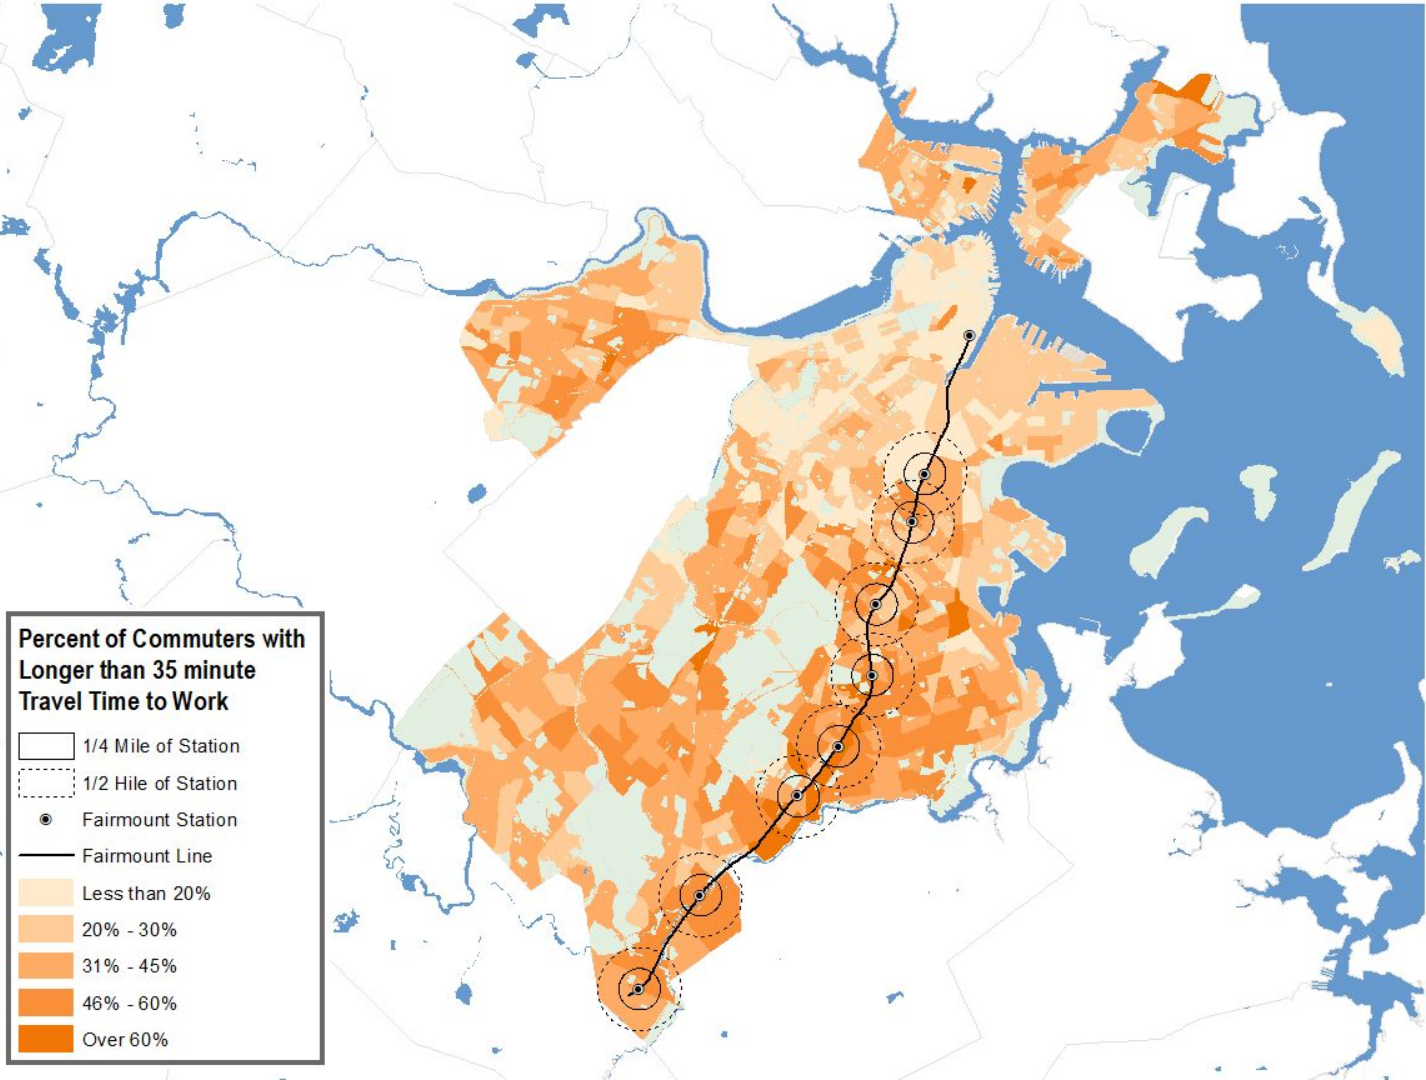 Percent of Commuters with
Longer than 35 minute
Travel Time to Work
1/4 Mile of Station
1/2 Hile of Station
Fairmount Station
Fairmount Line
Less than 20%
20% - 30%
31% - 45%
46% - 60%
Over 60%